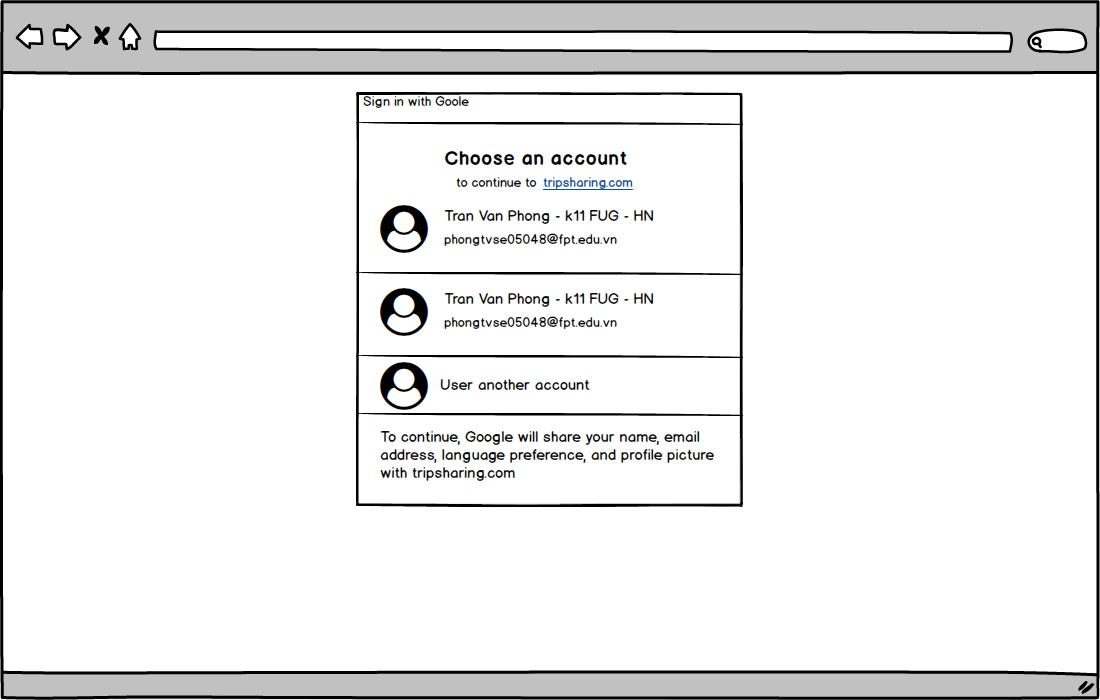 Sign in with Goole
Choose an account
to continue to tripsharing.com
Tran Van Phong - k11 FUG - HN
phongtvse05048@fpt.edu.vn
Tran Van Phong - k11 FUG - HN
phongtvse05048@fpt.edu.vn
User another account
To continue, Google will share your name, email
address, language preference, and profile picture
with tripsharing.com